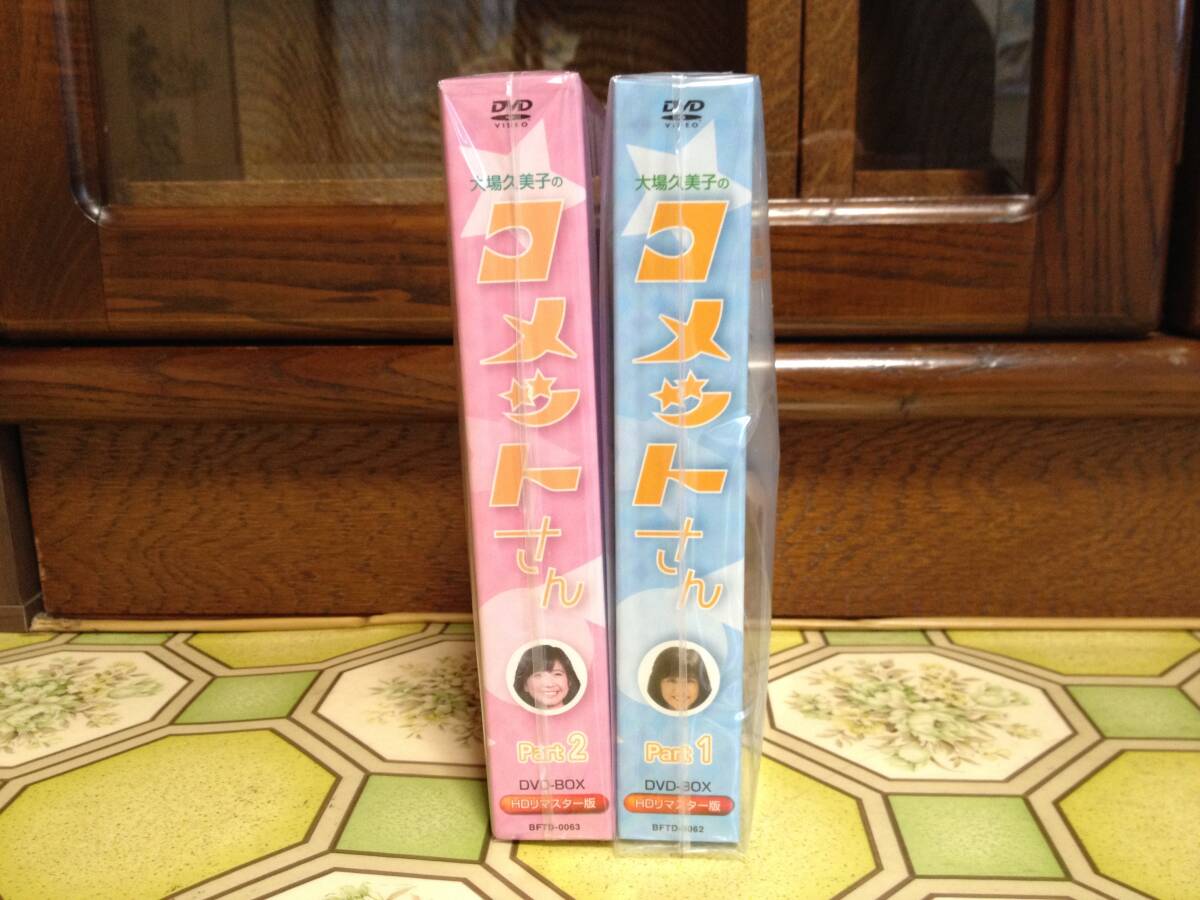 DVD
VIDEO
大場久美子の
コメットさん
Part 2
DVD-BOX
HDリマスター版
BFTD-0063
DVD
VIDEO
大場久美子の
コメットさん
Part 1
DVD-BOX
HDリマスター版
BFTD-0062